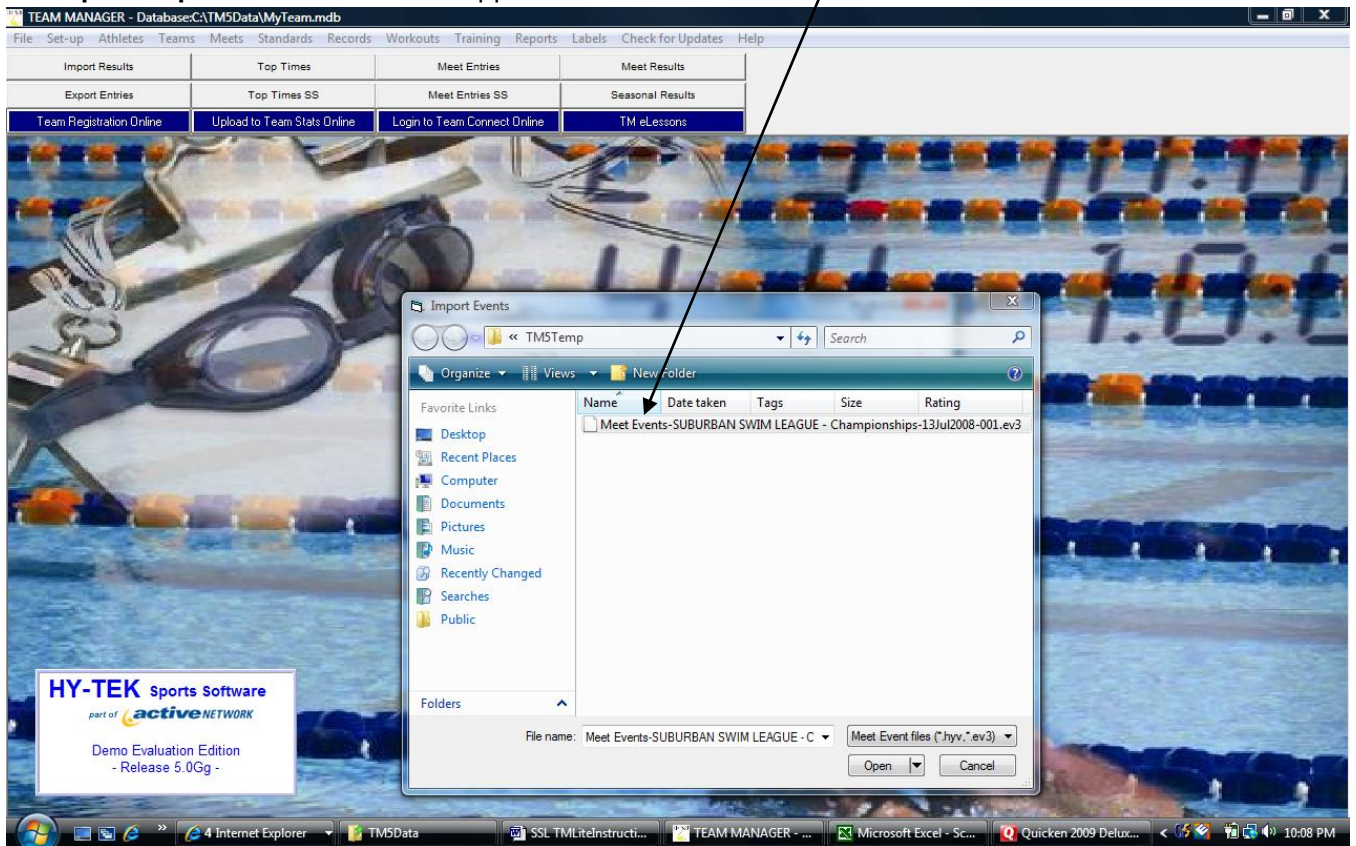 TEAM MANAGER - Database:C:\TM5Data\MyTeam.mdb
File Set-up Athletes Teams Meets Standards Records Workouts Training Reports Labels Check for Updates Help
Import Results Top Times Meet Entries Meet Results
Export Entries Top Times SS Meet Entries SS Seasonal Results
Team Registration Online Upload to Team Stats Online Login to Team Connect Online TM eLessons
Import Events
« TM5Temp Search
Organize Views New Folder
Favorite Links
Name Date taken Tags Size Rating
Meet Events-SUBURBAN SWIM LEAGUE - Championships-13Jul2008-001.ev3
Desktop
Recent Places
Computer
Documents
Pictures
Music
Recently Changed
Searches
Public
Folders
File name: Meet Events-SUBURBAN SWIM LEAGUE - C Meet Event files (*.hyv,*.ev3)
Open Cancel
HY-TEK Sports Software
part of active NETWORK
Demo Evaluation Edition
- Release 5.0Gg -
» 4 Internet Explorer TM5Data SSL TMLiteInstructi... TEAM MANAGER - ... Microsoft Excel - Sc... Quicken 2009 Delux... < 10:08 PM